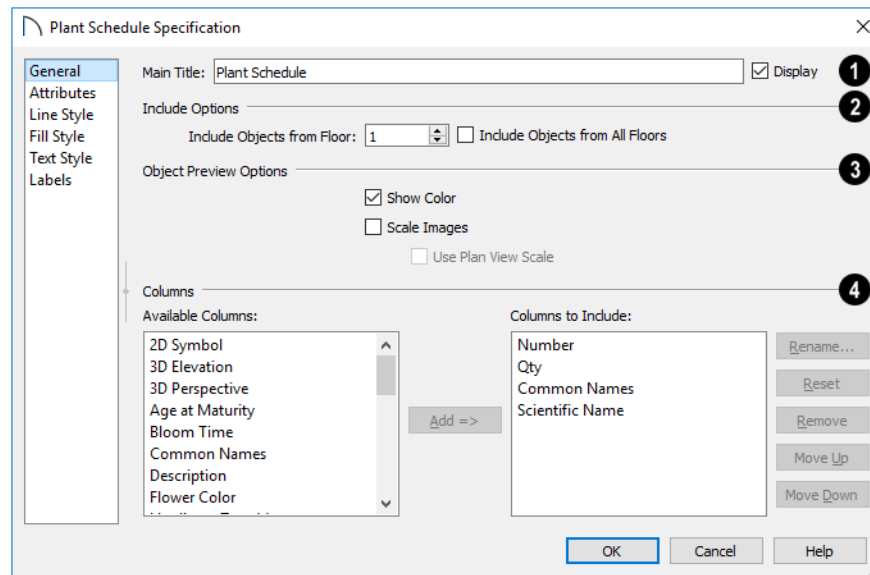 Plant Schedule Specification
General
Attributes
Line Style
Fill Style
Text Style
Labels
Main Title: Plant Schedule Display 1
Include Options 2
Include Objects from Floor: 1 Include Objects from All Floors
Object Preview Options 3
Show Color
Scale Images
Use Plan View Scale
Columns 4
Available Columns:
2D Symbol
3D Elevation
3D Perspective
Age at Maturity
Bloom Time
Common Names
Description
Flower Color
Add =>
Columns to Include:
Number
Qty
Common Names
Scientific Name
Rename...
Reset
Remove
Move Up
Move Down
OK Cancel Help